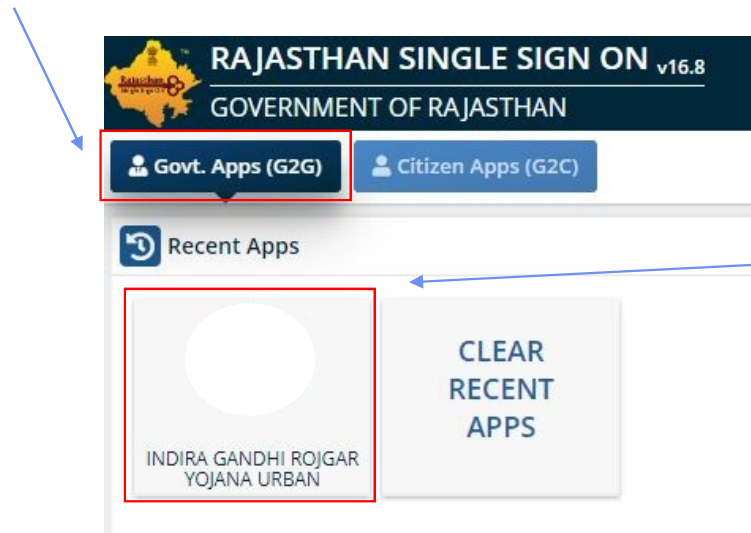 RAJASTHAN SINGLE SIGN ON v16.8
GOVERNMENT OF RAJASTHAN
Govt. Apps (G2G)
Citizen Apps (G2C)
Recent Apps
CLEAR
RECENT
APPS
INDIRA GANDHI ROJGAR
YOJANA URBAN